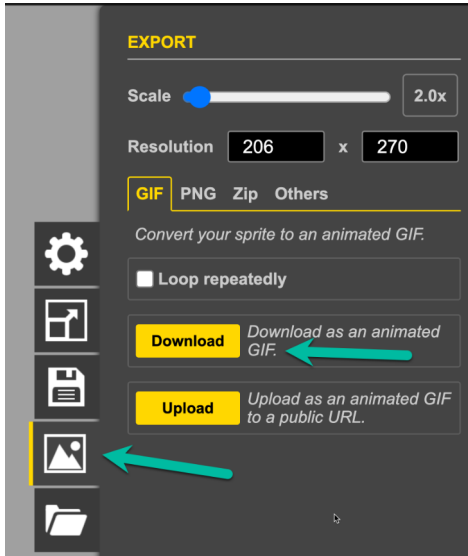 EXPORT
Scale 2.0x
Resolution 206 x 270
GIF PNG Zip Others
Convert your sprite to an animated GIF.
Loop repeatedly
Download Download as an animated
GIF.
Upload Upload as an animated GIF
to a public URL.